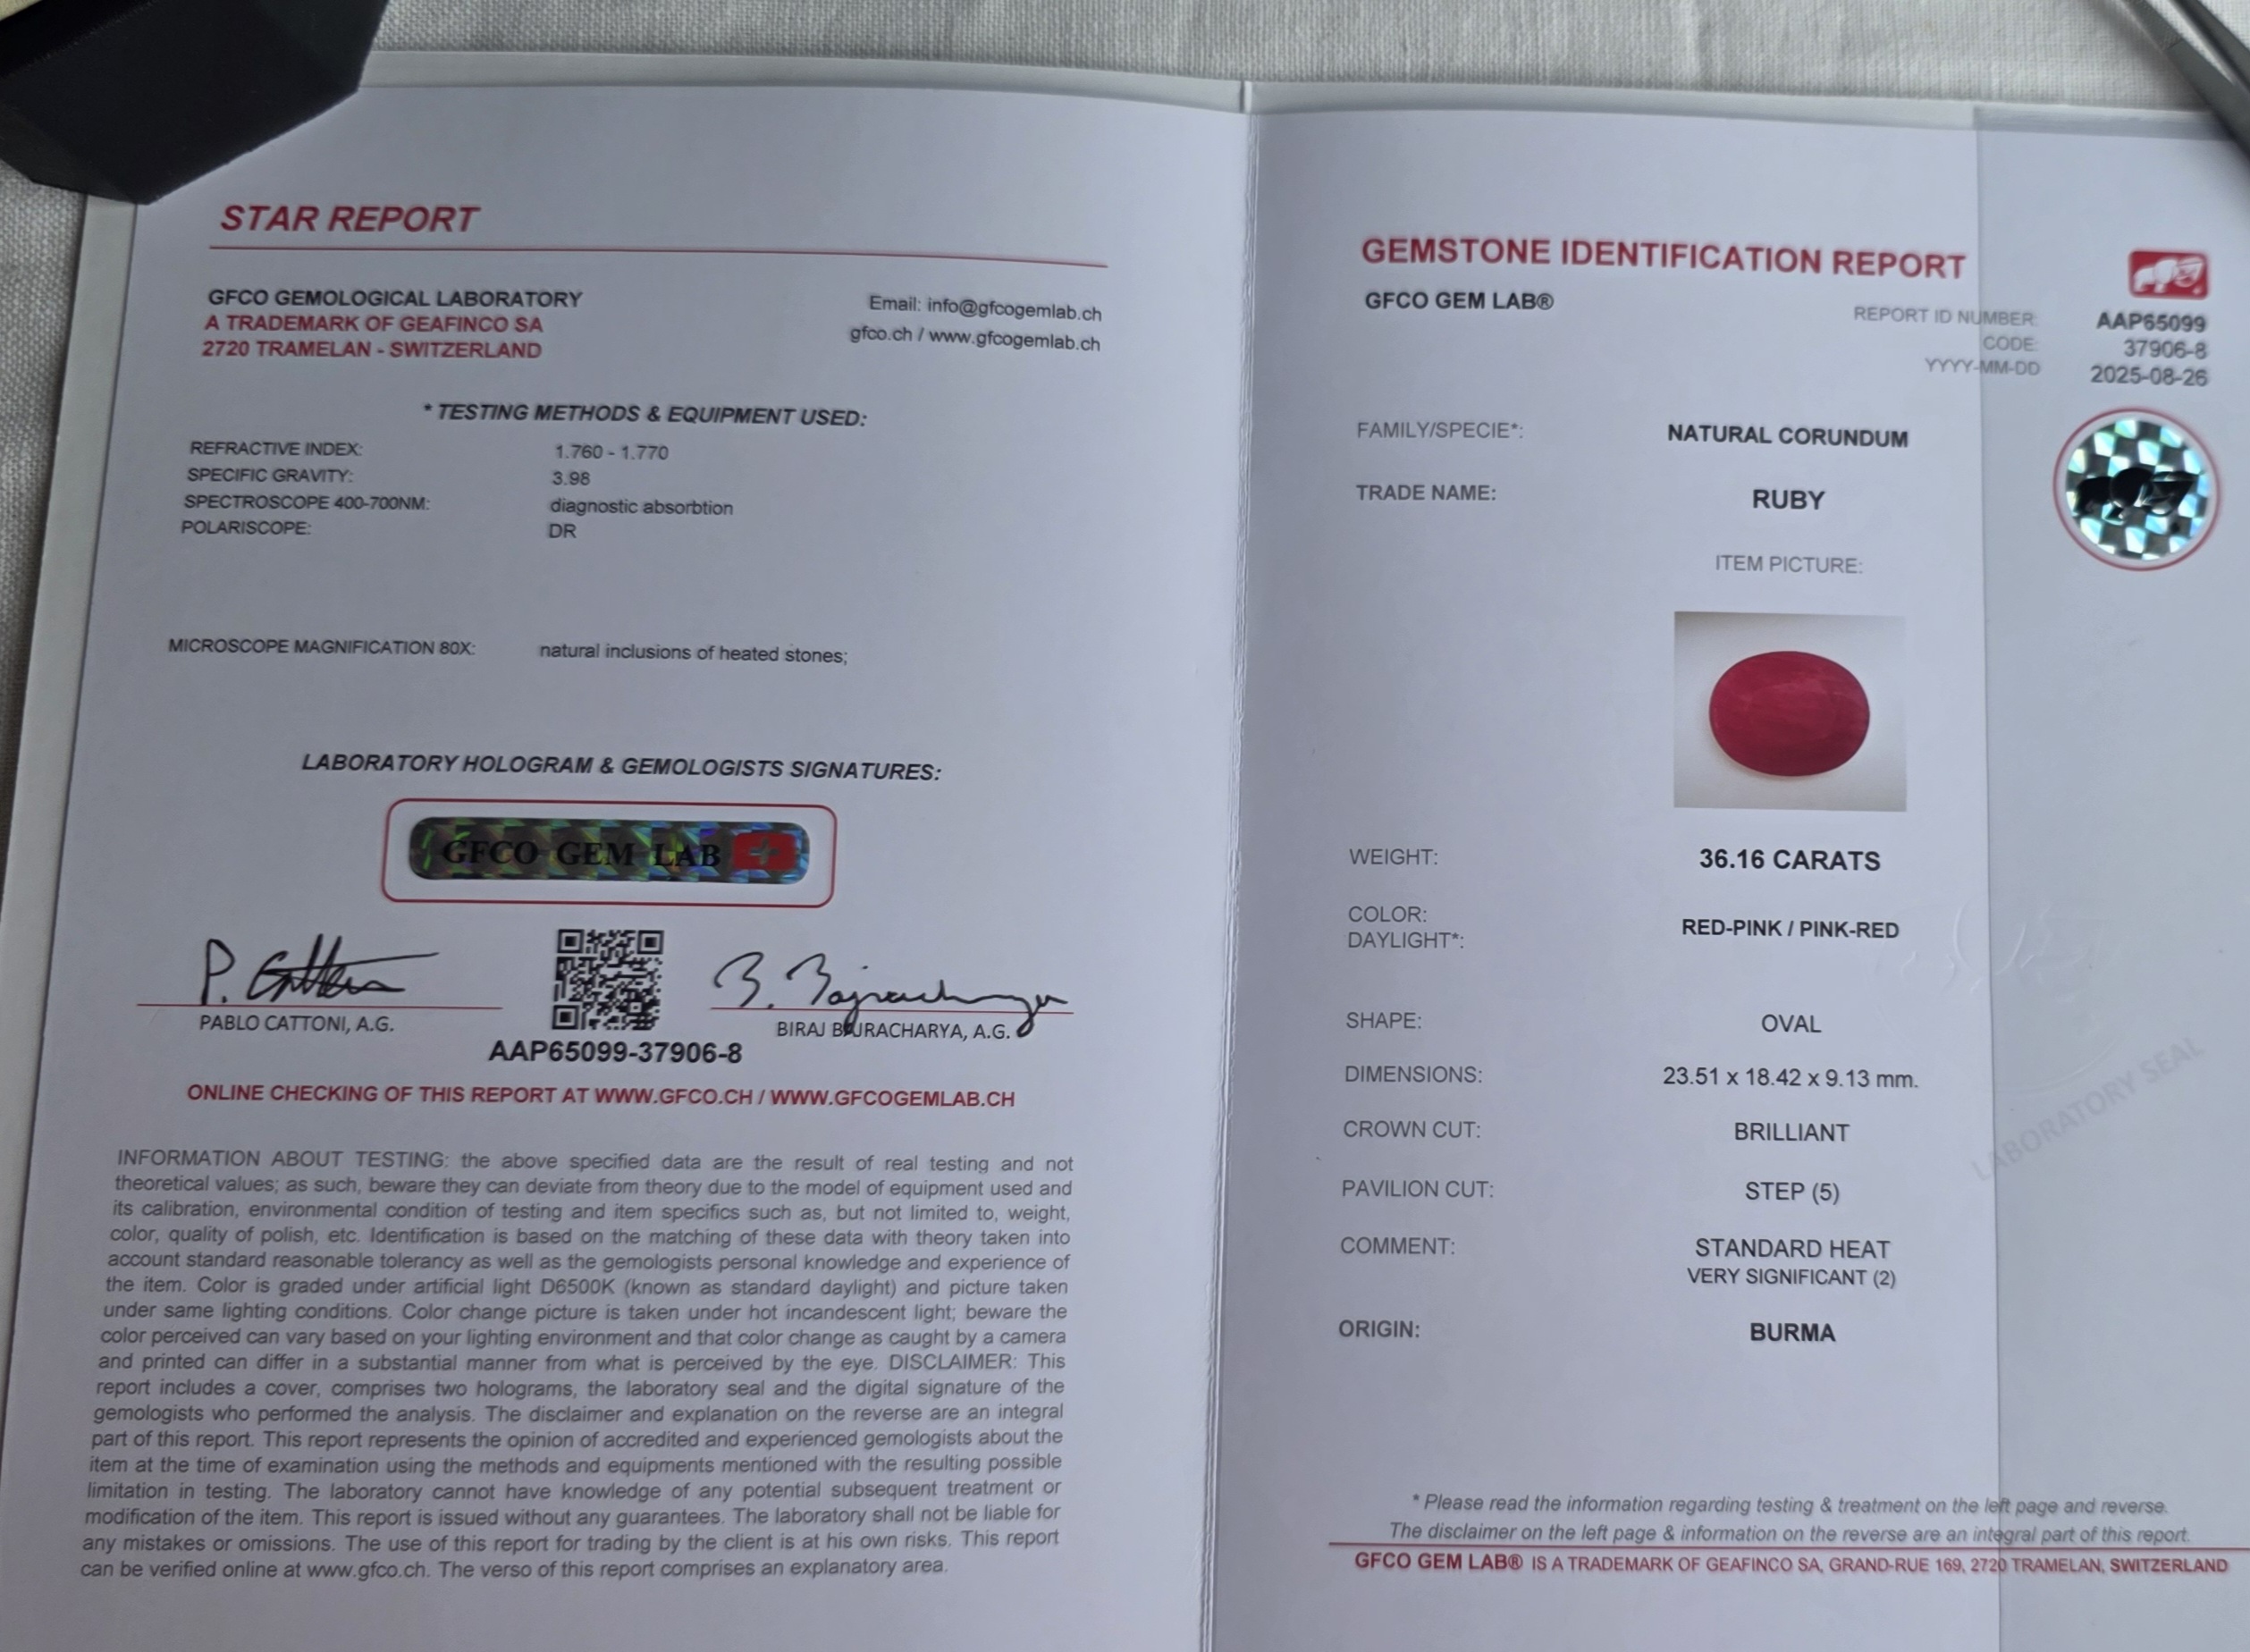 STAR REPORT
GFCO GEMOLOGICAL LABORATORY
A TRADEMARK OF GEAFINCO SA
2720 TRAMELAN - SWITZERLAND
Email: info@gfcogemlab.ch
gfco.ch / www.gfcogemlab.ch
* TESTING METHODS & EQUIPMENT USED:
REFRACTIVE INDEX: 1.760 - 1.770
SPECIFIC GRAVITY: 3.98
SPECTROSCOPE 400-700NM: diagnostic absorbtion
POLARISCOPE: DR
MICROSCOPE MAGNIFICATION 80X: natural inclusions of heated stones;
LABORATORY HOLOGRAM & GEMOLOGISTS SIGNATURES:
GFCO GEM LAB
PABLO CATTONI, A.G.
BIRAJ BAJRACHARYA, A.G.
AAP65099-37906-8
ONLINE CHECKING OF THIS REPORT AT WWW.GFCO.CH / WWW.GFCOGEMLAB.CH
INFORMATION ABOUT TESTING: the above specified data are the result of real testing and not
theoretical values; as such, beware they can deviate from theory due to the model of equipment used and
its calibration, environmental condition of testing and item specifics such as, but not limited to, weight,
color, quality of polish, etc. Identification is based on the matching of these data with theory taken into
account standard reasonable tolerancy as well as the gemologists personal knowledge and experience of
the item. Color is graded under artificial light D6500K (known as standard daylight) and picture taken
under same lighting conditions. Color change picture is taken under hot incandescent light; beware the
color perceived can vary based on your lighting environment and that color change as caught by a camera
and printed can differ in a substantial manner from what is perceived by the eye. DISCLAIMER: This
report includes a cover, comprises two holograms, the laboratory seal and the digital signature of the
gemologists who performed the analysis. The disclaimer and explanation on the reverse are an integral
part of this report. This report represents the opinion of accredited and experienced gemologists about the
item at the time of examination using the methods and equipments mentioned with the resulting possible
limitation in testing. The laboratory cannot have knowledge of any potential subsequent treatment or
modification of the item. This report is issued without any guarantees. The laboratory shall not be liable for
any mistakes or omissions. The use of this report for trading by the client is at his own risks. This report
can be verified online at www.gfco.ch. The verso of this report comprises an explanatory area.
GEMSTONE IDENTIFICATION REPORT
GFCO GEM LAB®
REPORT ID NUMBER: AAP65099
CODE: 37906-8
YYYY-MM-DD 2025-08-26
FAMILY/SPECIE*: NATURAL CORUNDUM
TRADE NAME: RUBY
ITEM PICTURE:
WEIGHT: 36.16 CARATS
COLOR:
DAYLIGHT*: RED-PINK / PINK-RED
SHAPE: OVAL
DIMENSIONS: 23.51 x 18.42 x 9.13 mm.
CROWN CUT: BRILLIANT
PAVILION CUT: STEP (5)
COMMENT: STANDARD HEAT
VERY SIGNIFICANT (2)
ORIGIN: BURMA
LABORATORY SEAL
* Please read the information regarding testing & treatment on the left page and reverse.
The disclaimer on the left page & information on the reverse are an integral part of this report.
GFCO GEM LAB® IS A TRADEMARK OF GEAFINCO SA, GRAND-RUE 169, 2720 TRAMELAN, SWITZERLAND